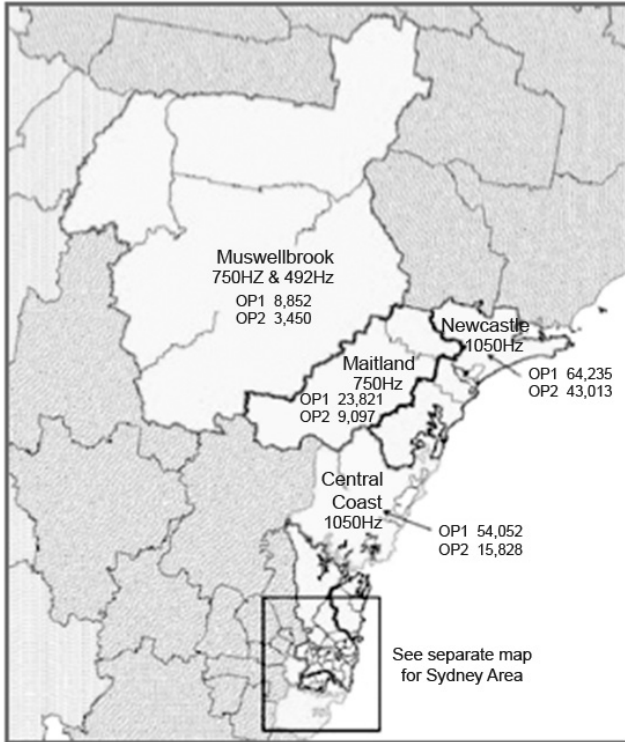 Muswellbrook
750HZ & 492Hz
OP1 8,852
OP2 3,450
Newcastle
1050Hz
OP1 64,235
OP2 43,013
Maitland
750Hz
OP1 23,821
OP2 9,097
Central
Coast
1050Hz
OP1 54,052
OP2 15,828
See separate map
for Sydney Area